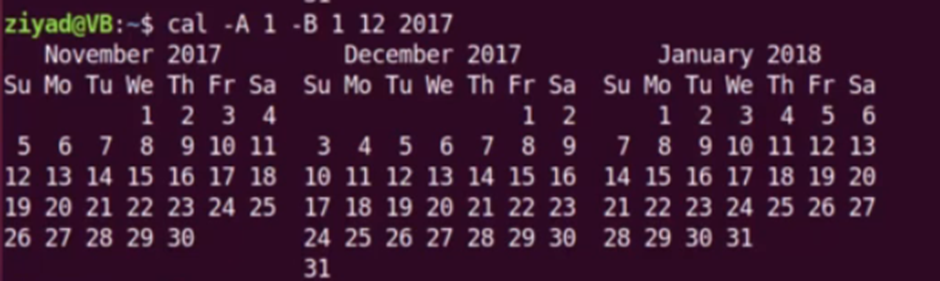 ziyad@VB:~$ cal -A 1 -B 1 12 2017
   November 2017         December 2017          January 2018
Su Mo Tu We Th Fr Sa  Su Mo Tu We Th Fr Sa  Su Mo Tu We Th Fr Sa
          1  2  3  4                  1  2      1  2  3  4  5  6
 5  6  7  8  9 10 11   3  4  5  6  7  8  9   7  8  9 10 11 12 13
12 13 14 15 16 17 18  10 11 12 13 14 15 16  14 15 16 17 18 19 20
19 20 21 22 23 24 25  17 18 19 20 21 22 23  21 22 23 24 25 26 27
26 27 28 29 30        24 25 26 27 28 29 30  28 29 30 31
                      31